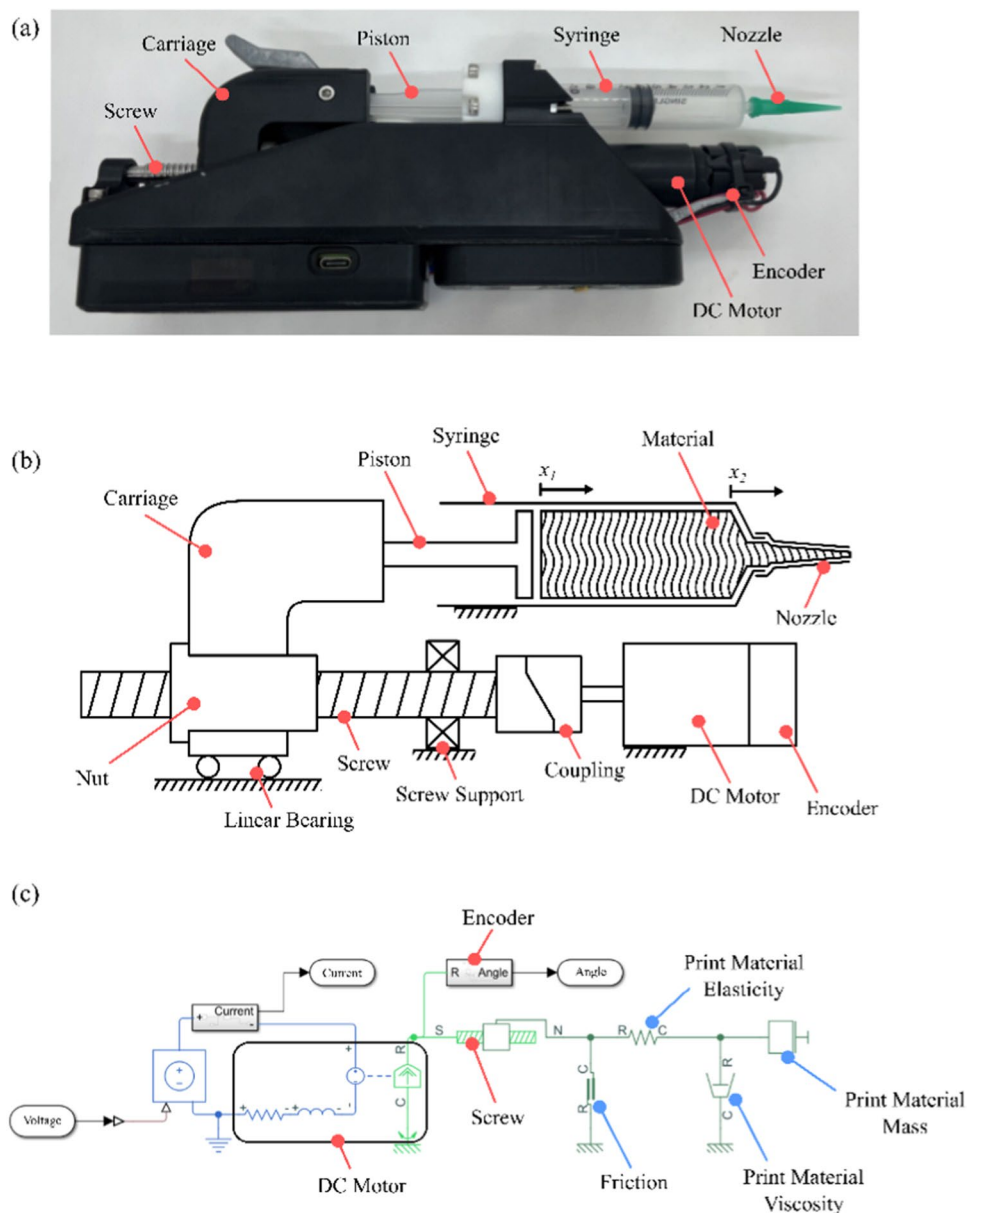 (a)
Carriage
Piston
Syringe
Nozzle
Screw
Encoder
DC Motor
(b)
Syringe
Material
Piston
x1
x2
Carriage
Nozzle
Nut
Screw
Coupling
Screw Support
DC Motor
Encoder
Linear Bearing
(c)
Encoder
Current
R Angle
Angle
Print Material
Elasticity
+ Current
-
S
N
R
C
+
-
R
C
R
C
R
C
Voltage
+ - + -
Screw
Print Material
Mass
DC Motor
Friction
Print Material
Viscosity